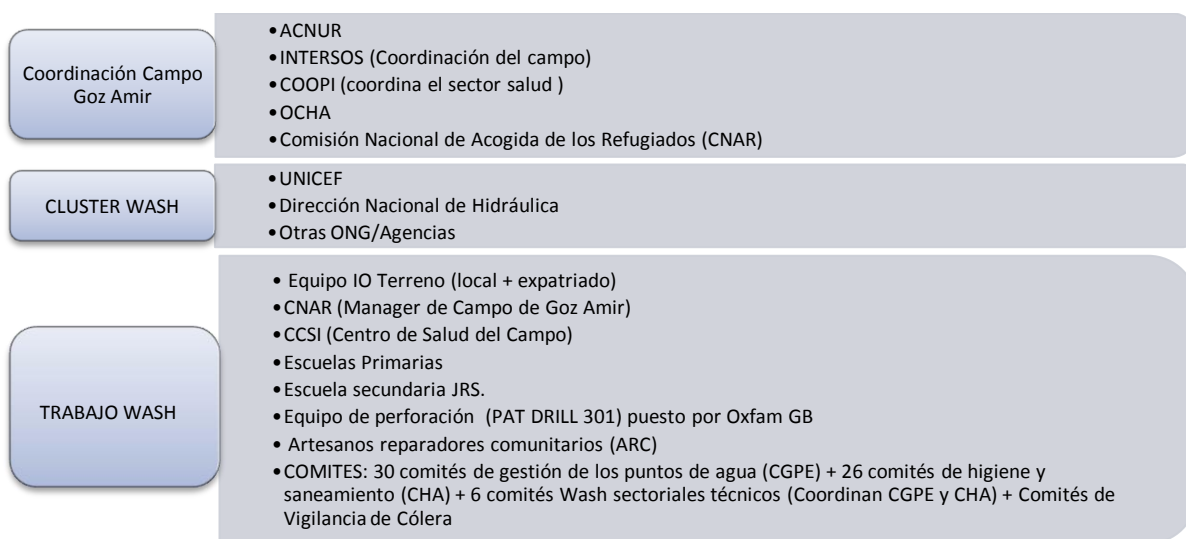 Coordinación Campo
Goz Amir
•ACNUR
•INTERSOS (Coordinación del campo)
•COOPI (coordina el sector salud )
•OCHA
•Comisión Nacional de Acogida de los Refugiados (CNAR)
CLUSTER WASH
•UNICEF
•Dirección Nacional de Hidráulica
•Otras ONG/Agencias
TRABAJO WASH
• Equipo IO Terreno (local + expatriado)
•CNAR (Manager de Campo de Goz Amir)
•CCSI (Centro de Salud del Campo)
•Escuelas Primarias
•Escuela secundaria JRS.
•Equipo de perforación (PAT DRILL 301) puesto por Oxfam GB
• Artesanos reparadores comunitarios (ARC)
•COMITES: 30 comités de gestión de los puntos de agua (CGPE) + 26 comités de higiene y
saneamiento (CHA) + 6 comités Wash sectoriales técnicos (Coordinan CGPE y CHA) + Comités de
Vigilancia de Cólera